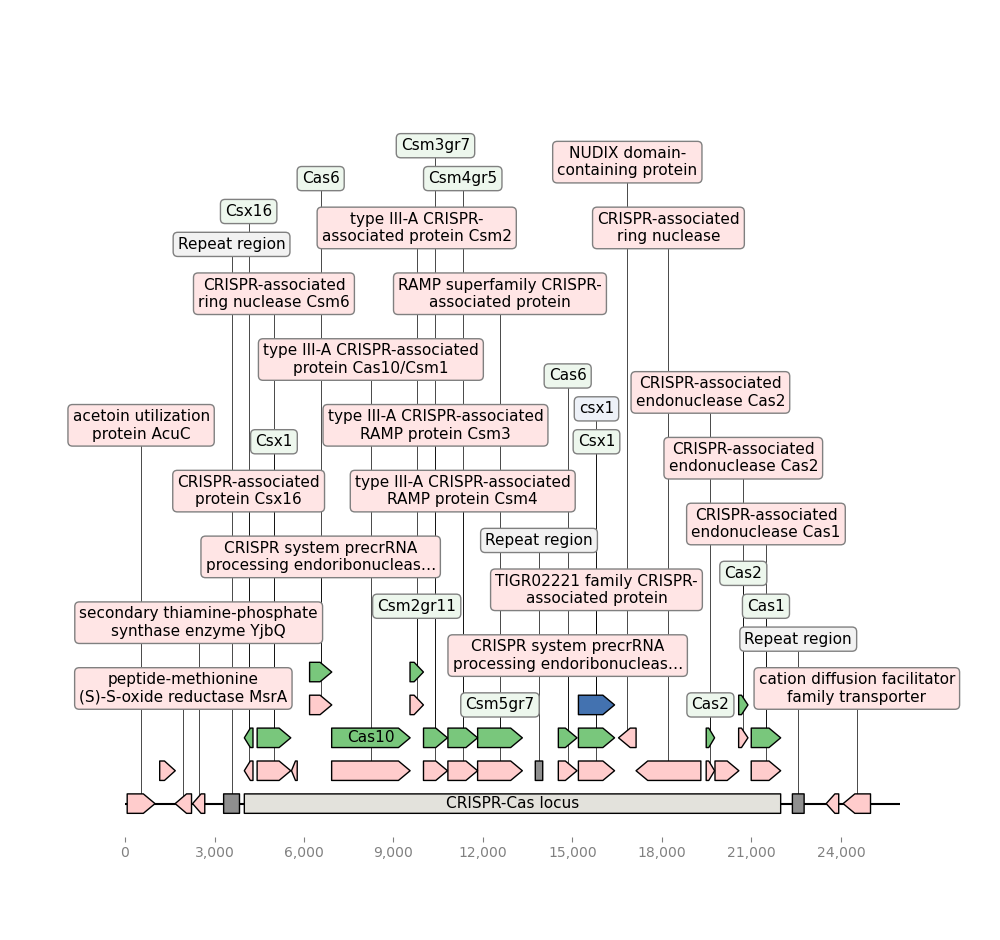 Csm3gr7
NUDIX domain-
containing protein
Cas6
Csm4gr5
Csx16
type III-A CRISPR-
associated protein Csm2
CRISPR-associated
ring nuclease
Repeat region
CRISPR-associated
ring nuclease Csm6
RAMP superfamily CRISPR-
associated protein
type III-A CRISPR-associated
protein Cas10/Csm1
Cas6
CRISPR-associated
endonuclease Cas2
csx1
acetoin utilization
protein AcuC
type III-A CRISPR-associated
RAMP protein Csm3
Csx1
Csx1
CRISPR-associated
endonuclease Cas2
CRISPR-associated
protein Csx16
type III-A CRISPR-associated
RAMP protein Csm4
CRISPR-associated
endonuclease Cas1
Repeat region
CRISPR system precrRNA
processing endoribonucleas...
Cas2
TIGR02221 family CRISPR-
associated protein
Csm2gr11
Cas1
secondary thiamine-phosphate
synthase enzyme YjbQ
Repeat region
CRISPR system precrRNA
processing endoribonucleas...
peptide-methionine
(S)-S-oxide reductase MsrA
cation diffusion facilitator
family transporter
Csm5gr7
Cas2
Cas10
CRISPR-Cas locus
0 3,000 6,000 9,000 12,000 15,000 18,000 21,000 24,000